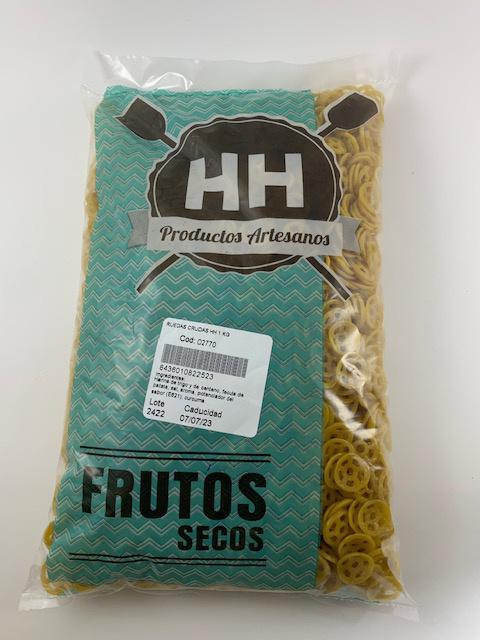 HH
Productos Artesanos
RUEDAS CRUDAS HH 1 KG
Cod: 02770
6436010822523
Ingredientes:
Harina de trigo y de centeno, fecula de
patata, sal, aroma, potenciador del
sabor (E621), curcuma
Lote Caducidad
2422 07/07/23
FRUTOS
SECOS